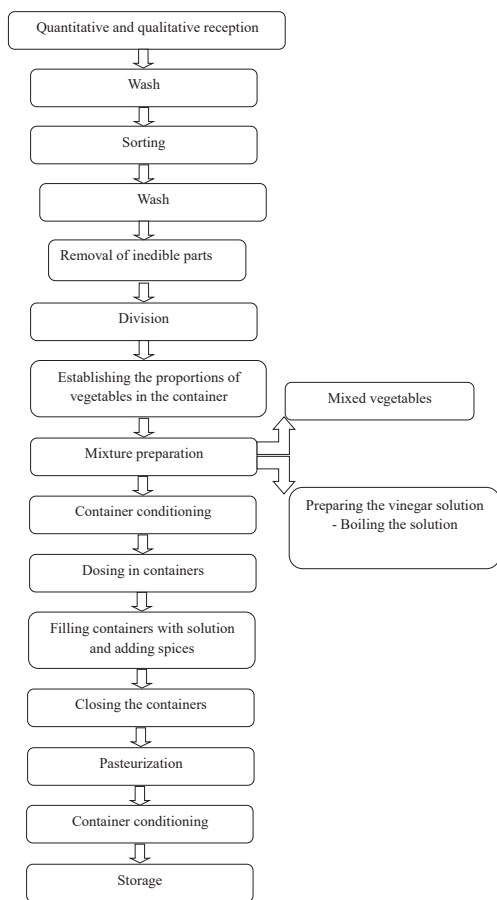 Quantitative and qualitative reception
Wash
Sorting
Wash
Removal of inedible parts
Division
Establishing the proportions of
vegetables in the container
Mixed vegetables
Mixture preparation
Preparing the vinegar solution
- Boiling the solution
Container conditioning
Dosing in containers
Filling containers with solution
and adding spices
Closing the containers
Pasteurization
Container conditioning
Storage